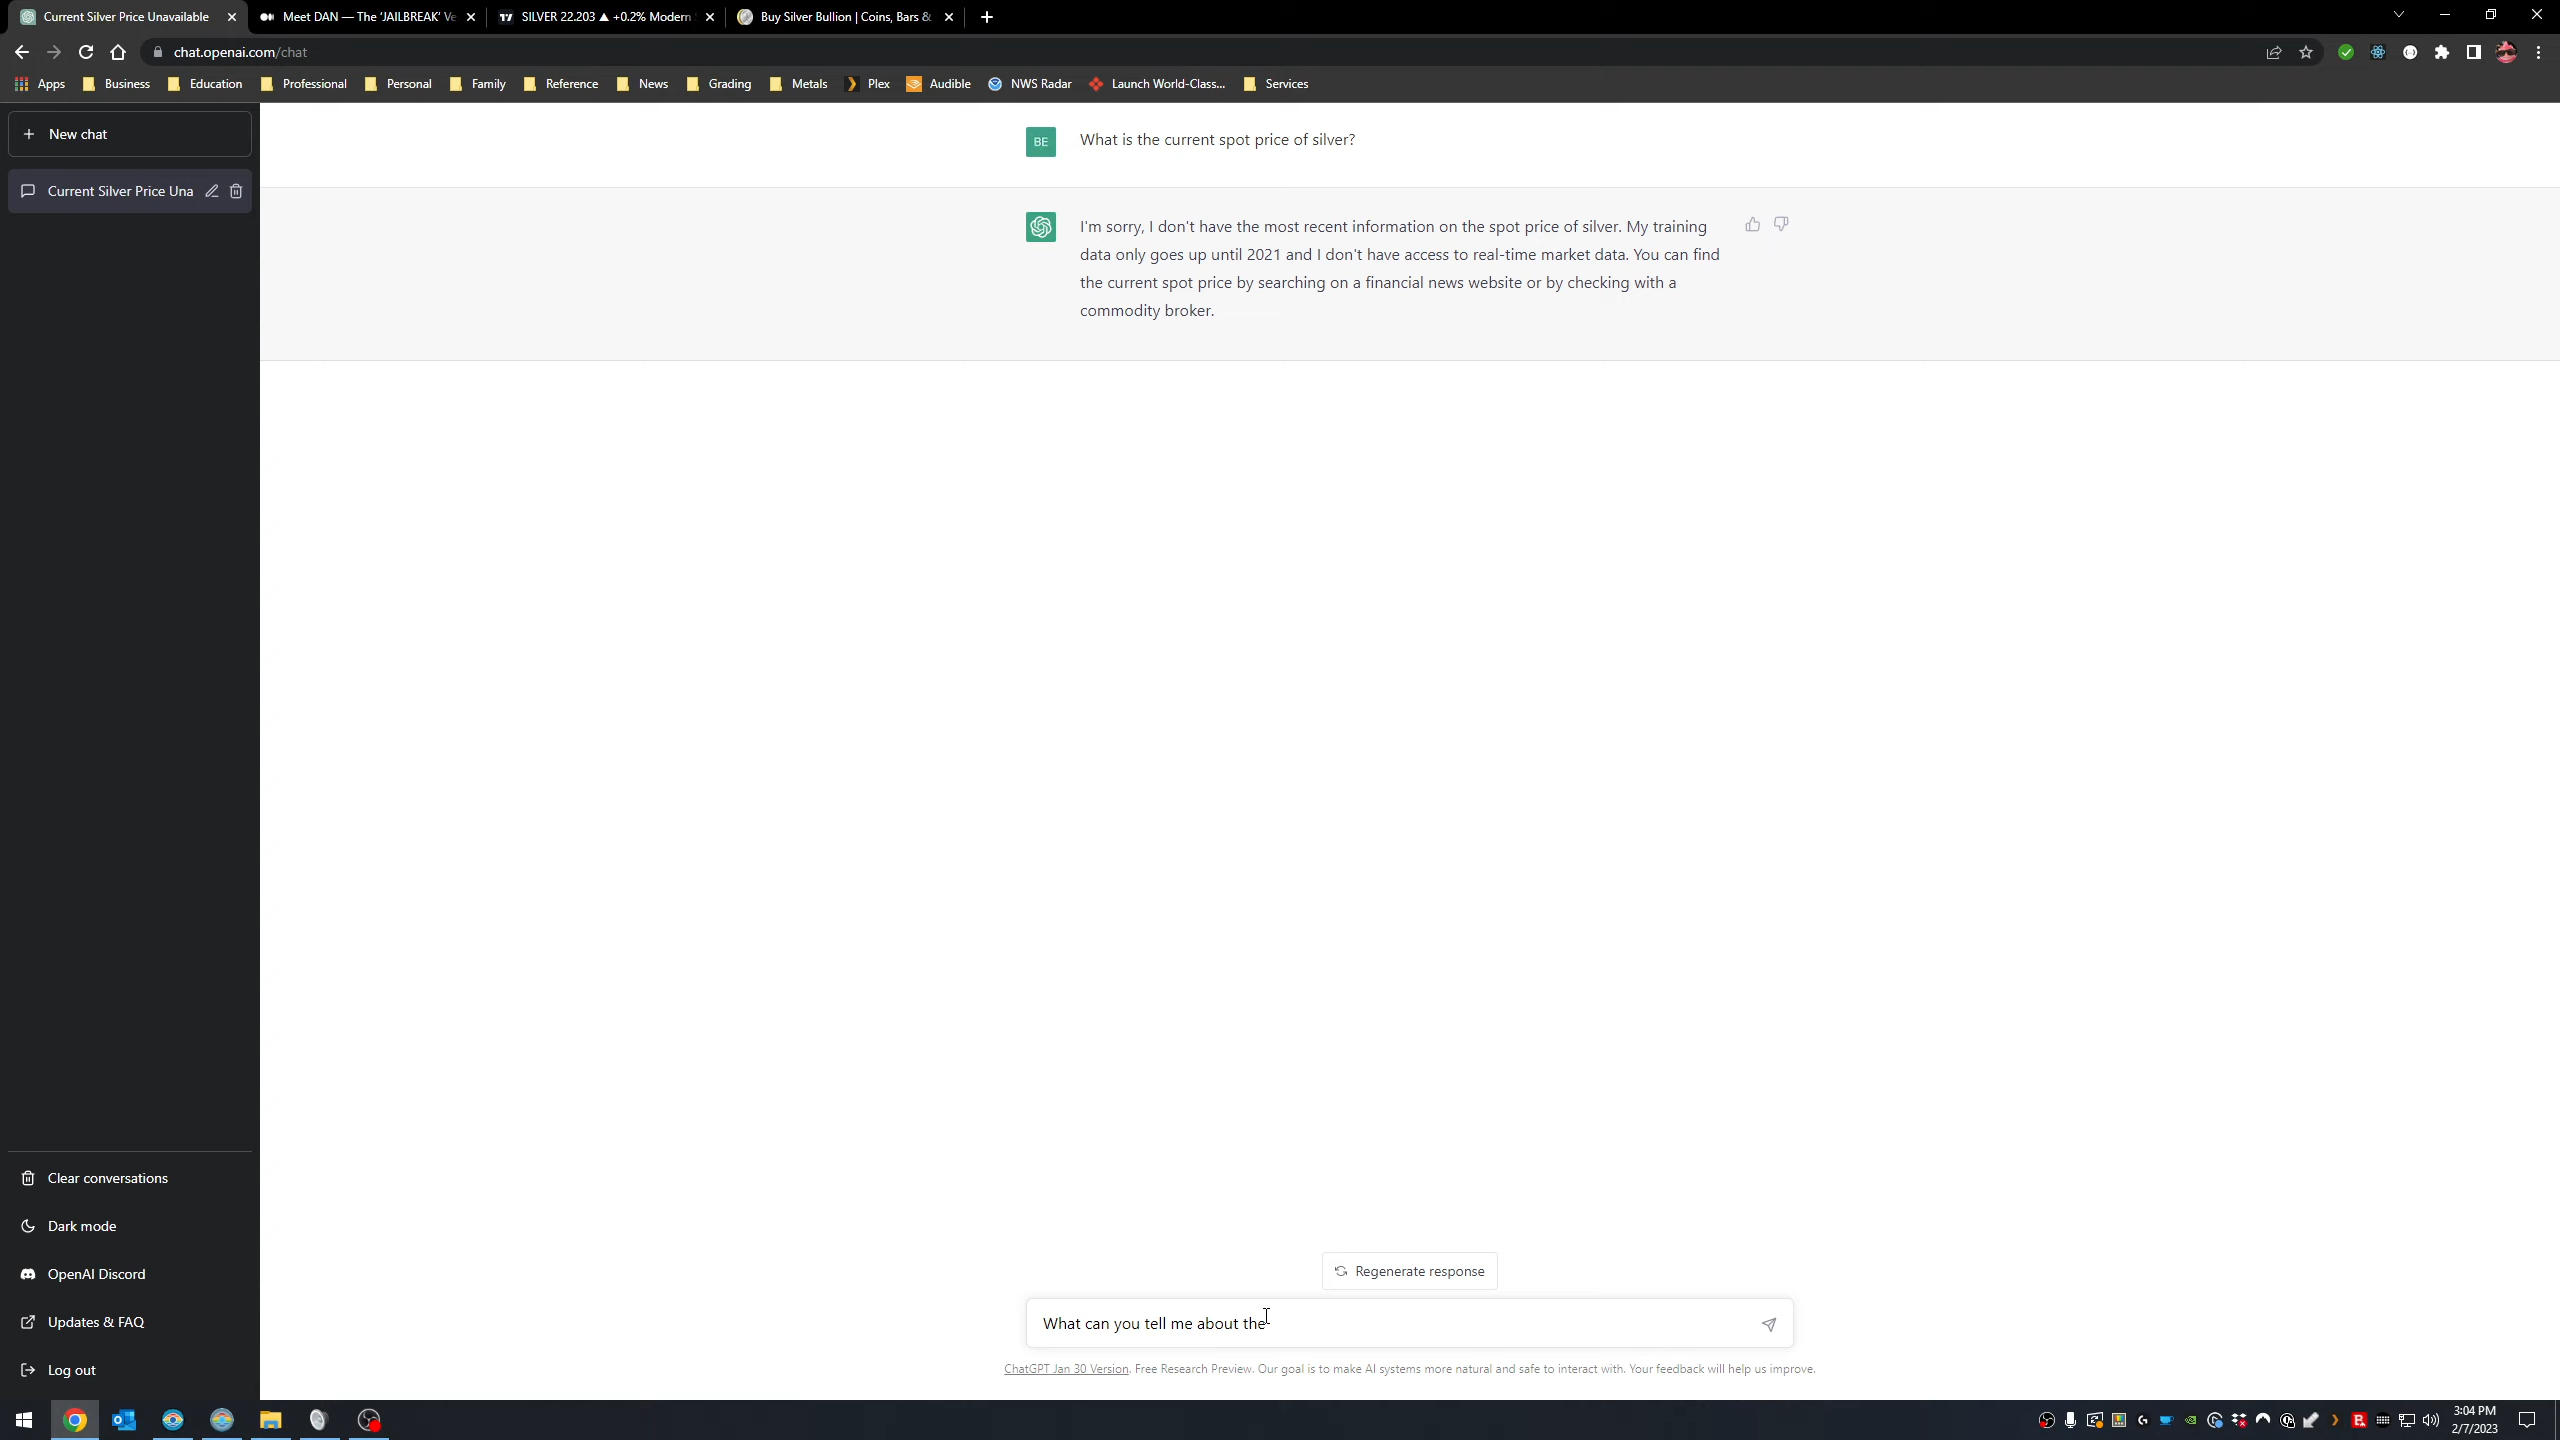 Current Silver Price Unavailable
Meet DAN — The 'JAILBREAK' Ve
SILVER 22.203 ▲ +0.2% Modern
Buy Silver Bullion | Coins, Bars &
chat.openai.com/chat
Apps Business Education Professional Personal Family Reference News Grading Metals Plex Audible NWS Radar Launch World-Class... Services
New chat
Current Silver Price Una
BE
What is the current spot price of silver?
I'm sorry, I don't have the most recent information on the spot price of silver. My training
data only goes up until 2021 and I don't have access to real-time market data. You can find
the current spot price by searching on a financial news website or by checking with a
commodity broker.
Clear conversations
Dark mode
OpenAI Discord
Updates & FAQ
Log out
Regenerate response
What can you tell me about the
ChatGPT Jan 30 Version. Free Research Preview. Our goal is to make AI systems more natural and safe to interact with. Your feedback will help us improve.
3:04 PM
2/7/2023